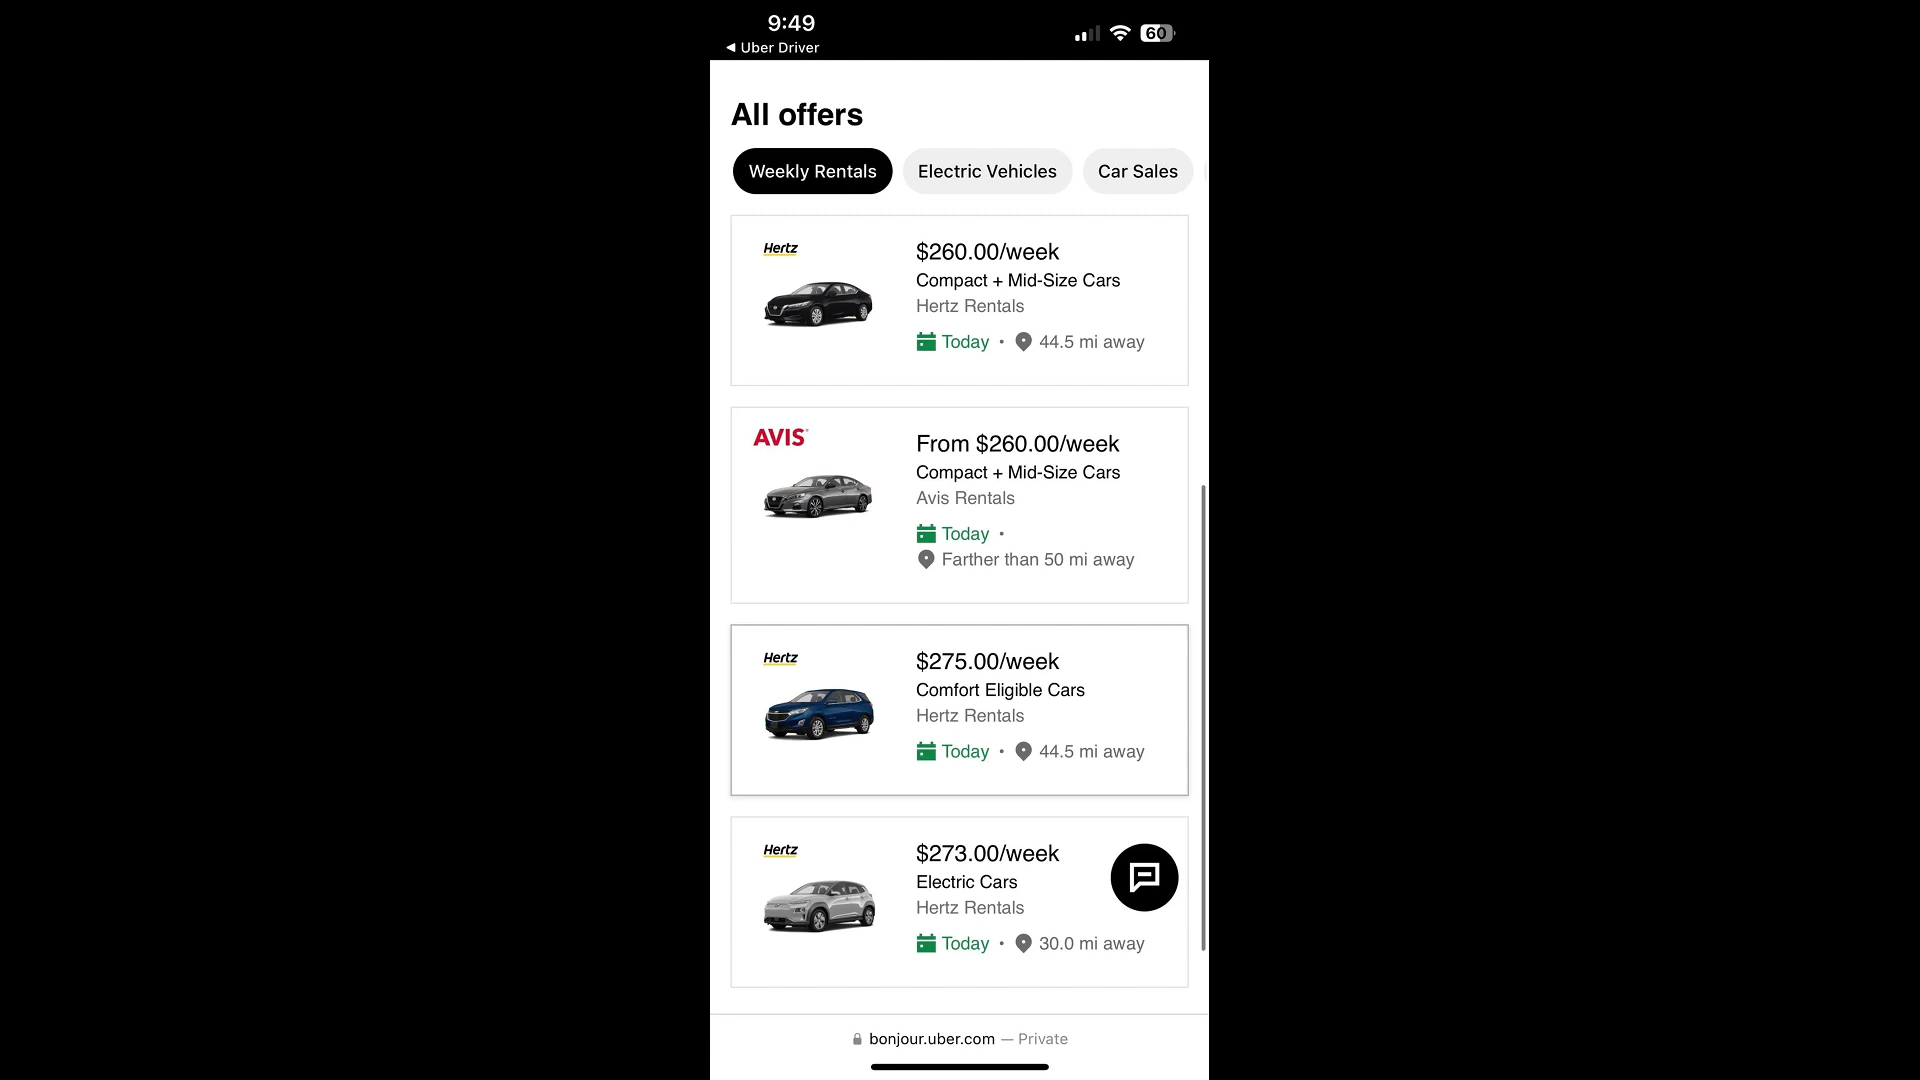 9:49
60
◀ Uber Driver
All offers
Weekly Rentals
Electric Vehicles
Car Sales
Hertz
$260.00/week
Compact + Mid-Size Cars
Hertz Rentals
Today • 44.5 mi away
AVIS
From $260.00/week
Compact + Mid-Size Cars
Avis Rentals
Today •
Farther than 50 mi away
Hertz
$275.00/week
Comfort Eligible Cars
Hertz Rentals
Today • 44.5 mi away
Hertz
$273.00/week
Electric Cars
Hertz Rentals
Today • 30.0 mi away
bonjour.uber.com — Private